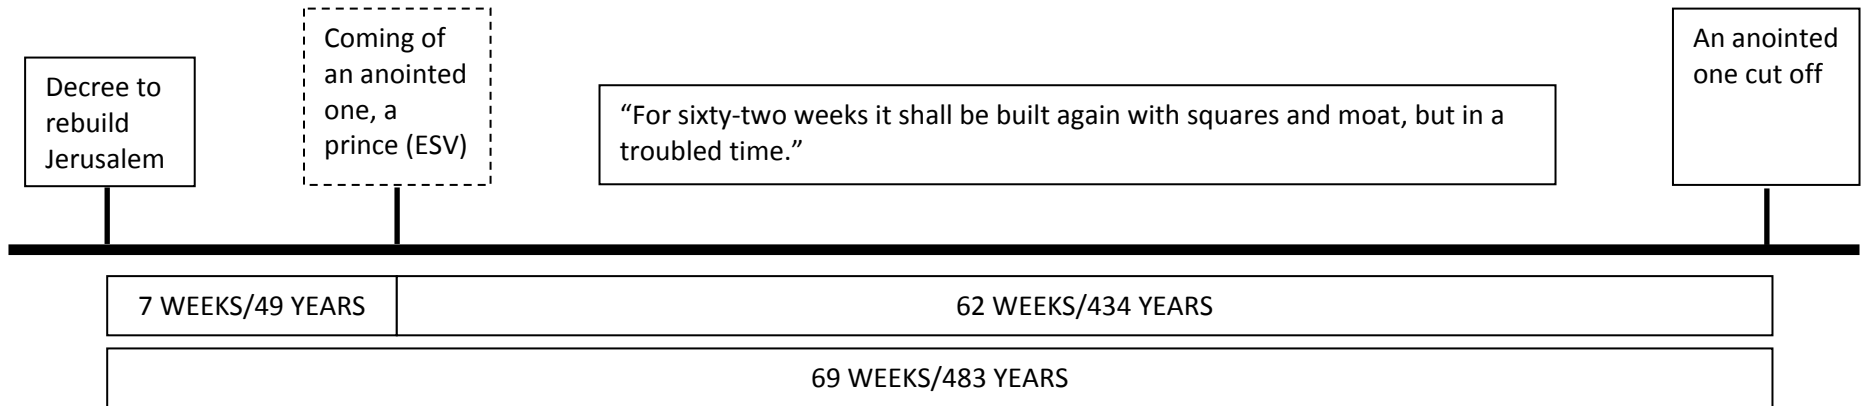 Decree to
rebuild
Jerusalem
Coming of
an anointed
one, a
prince (ESV)
“For sixty-two weeks it shall be built again with squares and moat, but in a
troubled time.”
An anointed
one cut off
7 WEEKS/49 YEARS
62 WEEKS/434 YEARS
69 WEEKS/483 YEARS